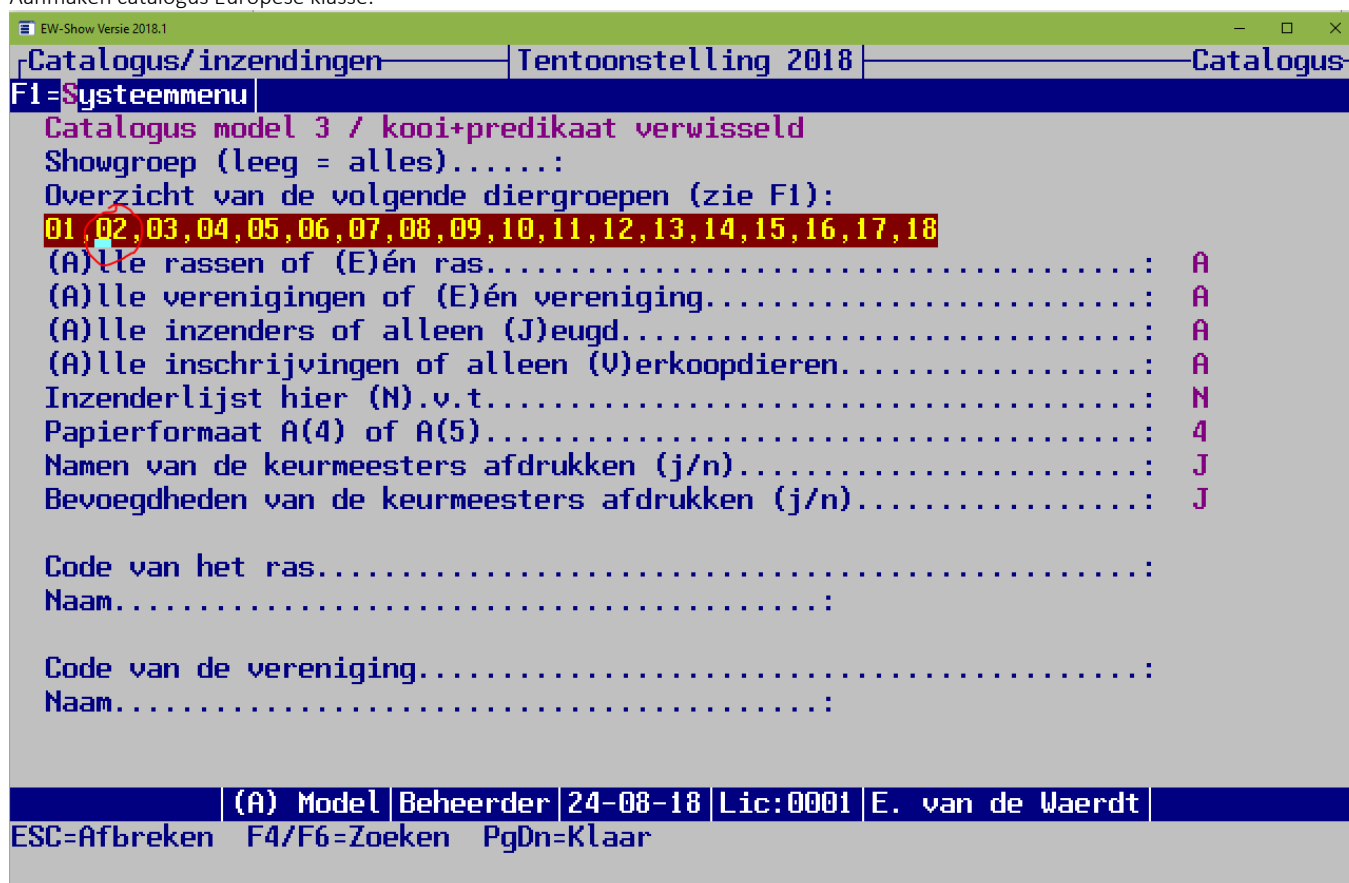 Aanmaken catalogus Europese klasse:
EW-Show Versie 2018.1
Catalogus/inzendingen Tentoonstelling 2018 Catalogus
F1=Systeemmenu
Catalogus model 3 / kooi+predikaat verwisseld
Showgroep (leeg = alles)......:
Overzicht van de volgende diergroepen (zie F1):
01,02,03,04,05,06,07,08,09,10,11,12,13,14,15,16,17,18
(A)lle rassen of (E)én ras.......................................: A
(A)lle verenigingen of (E)én vereniging..........................: A
(A)lle inzenders of alleen (J)eugd...............................: A
(A)lle inschrijvingen of alleen (V)erkoopdieren..................: A
Inzenderlijst hier (N).v.t.......................................: N
Papierformaat A(4) of A(5).......................................: 4
Namen van de keurmeesters afdrukken (j/n)........................: J
Bevoegdheden van de keurmeesters afdrukken (j/n).................: J
Code van het ras.................................................:
Naam..........................................:
Code van de vereniging...........................................:
Naam..........................................:
(A) Model Beheerder 24-08-18 Lic:0001 E. van de Waerdt
ESC=Afbreken F4/F6=Zoeken PgDn=Klaar